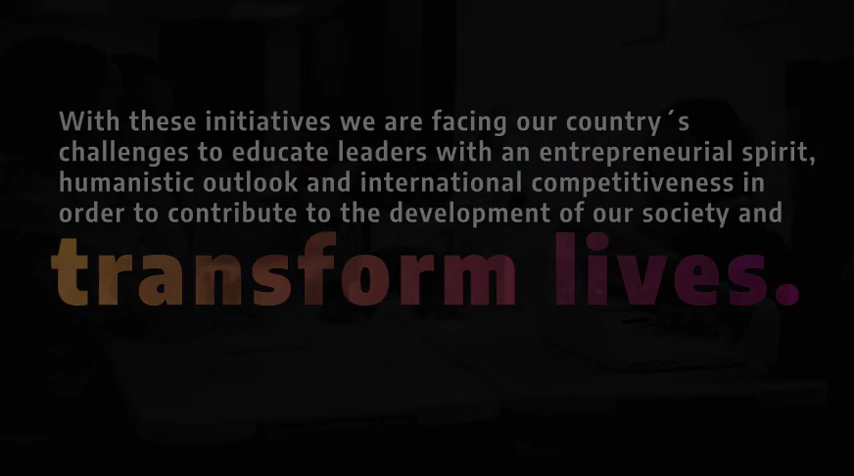 With these initiatives we are facing our country´s
challenges to educate leaders with an entrepreneurial spirit,
humanistic outlook and international competitiveness in
order to contribute to the development of our society and
transform lives.